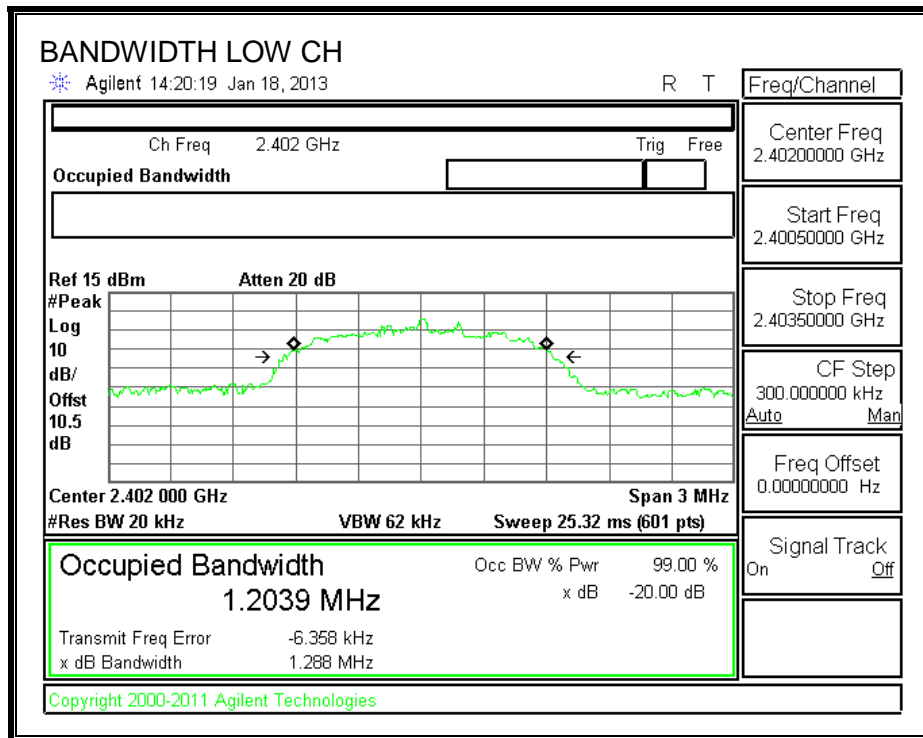 BANDWIDTH LOW CH
Agilent 14:20:19 Jan 18, 2013 R T
Freq/Channel
Ch Freq 2.402 GHz Trig Free
Occupied Bandwidth
Center Freq
2.40200000 GHz
Start Freq
2.40050000 GHz
Stop Freq
2.40350000 GHz
CF Step
300.000000 kHz
Auto Man
Freq Offset
0.00000000 Hz
Signal Track
On Off
Ref 15 dBm Atten 20 dB
#Peak
Log
10
dB/
Offst
10.5
dB
Center 2.402 000 GHz Span 3 MHz
#Res BW 20 kHz VBW 62 kHz Sweep 25.32 ms (601 pts)
Occupied Bandwidth
1.2039 MHz
Occ BW % Pwr 99.00 %
x dB -20.00 dB
Transmit Freq Error -6.358 kHz
x dB Bandwidth 1.288 MHz
Copyright 2000-2011 Agilent Technologies